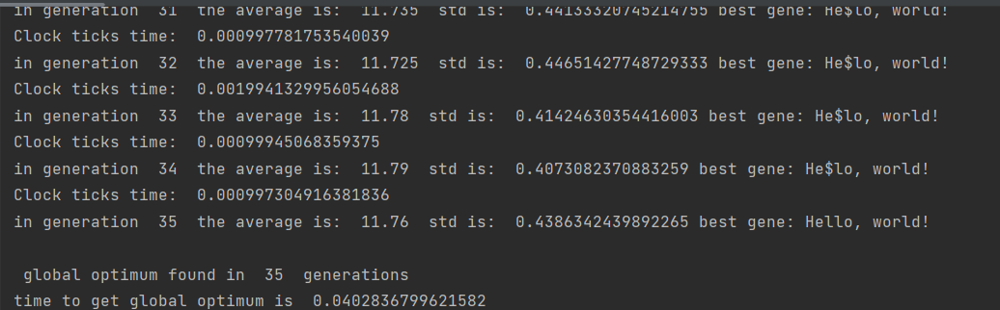 in generation  31  the average is:  11.735  std is:  0.44133320745214755 best gene: He$lo, world!
Clock ticks time:  0.000997781753540039
in generation  32  the average is:  11.725  std is:  0.44651427748729333 best gene: He$lo, world!
Clock ticks time:  0.0019941329956054688
in generation  33  the average is:  11.78  std is:  0.41424630354416003 best gene: He$lo, world!
Clock ticks time:  0.00099945068359375
in generation  34  the average is:  11.79  std is:  0.4073082370883259 best gene: He$lo, world!
Clock ticks time:  0.000997304916381836
in generation  35  the average is:  11.76  std is:  0.4386342439892265 best gene: Hello, world!
global optimum found in  35  generations
time to get global optimum is  0.0402836799621582